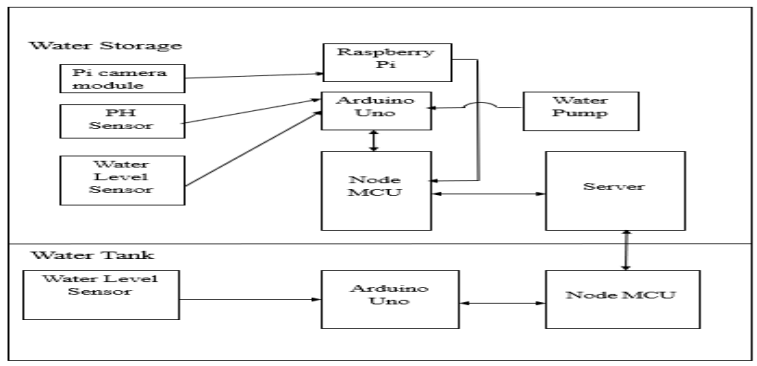 Water Storage
Raspberry
Pi
Pi camera
module
PH
Sensor
Arduino
Uno
Water
Pump
Water
Level
Sensor
Node
MCU
Server
Water Tank
Water Level
Sensor
Arduino
Uno
Node MCU